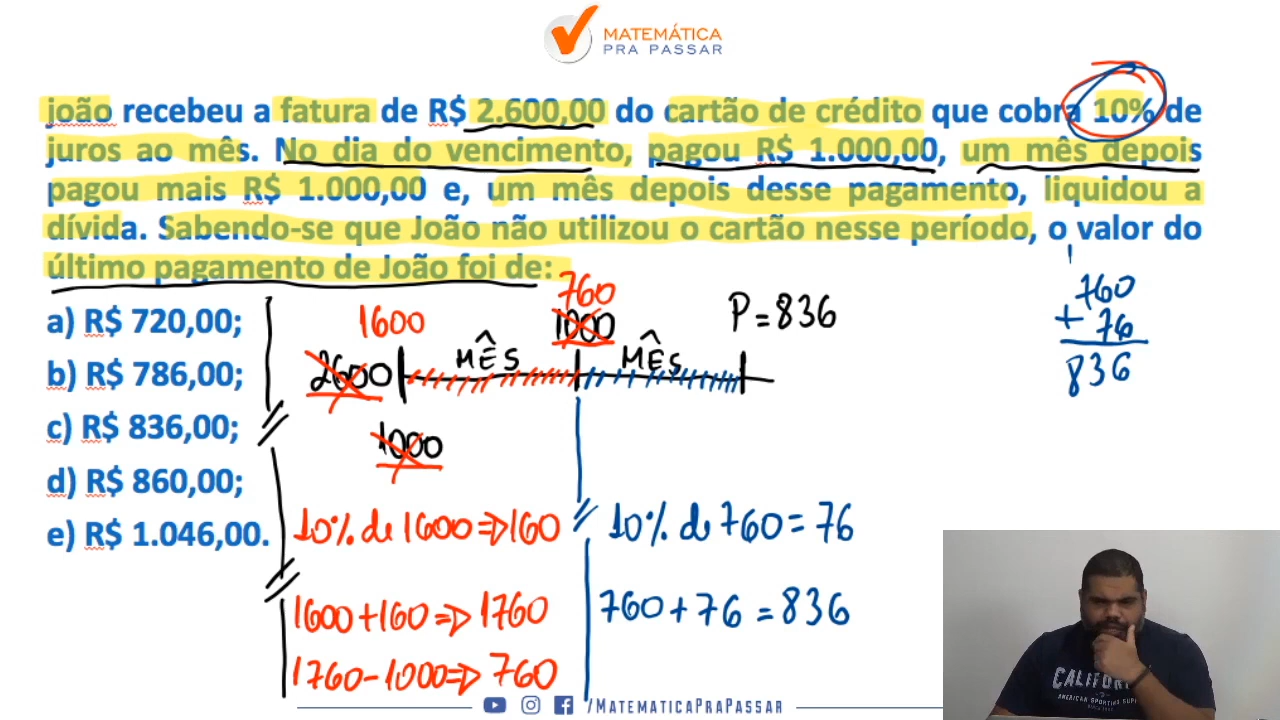 MATEMÁTICA
PRA PASSAR
joão recebeu a fatura de R$ 2.600,00 do cartão de crédito que cobra 10% de
juros ao mês. No dia do vencimento, pagou R$ 1.000,00, um mês depois
pagou mais R$ 1.000,00 e, um mês depois desse pagamento, liquidou a
dívida. Sabendo-se que João não utilizou o cartão nesse período, o valor do
último pagamento de João foi de:
a) R$ 720,00;
b) R$ 786,00;
c) R$ 836,00;
d) R$ 860,00;
e) R$ 1.046,00.
1600
760
1000
P = 836
2600
MÊS
MÊS
1000
1
760
+ 76
836
10% de 1600 ⇒ 160
1600 + 160 ⇒ 1760
1760 - 1000 ⇒ 760
10% de 760 = 76
760 + 76 = 836
/MATEMATICAPRAPASSAR